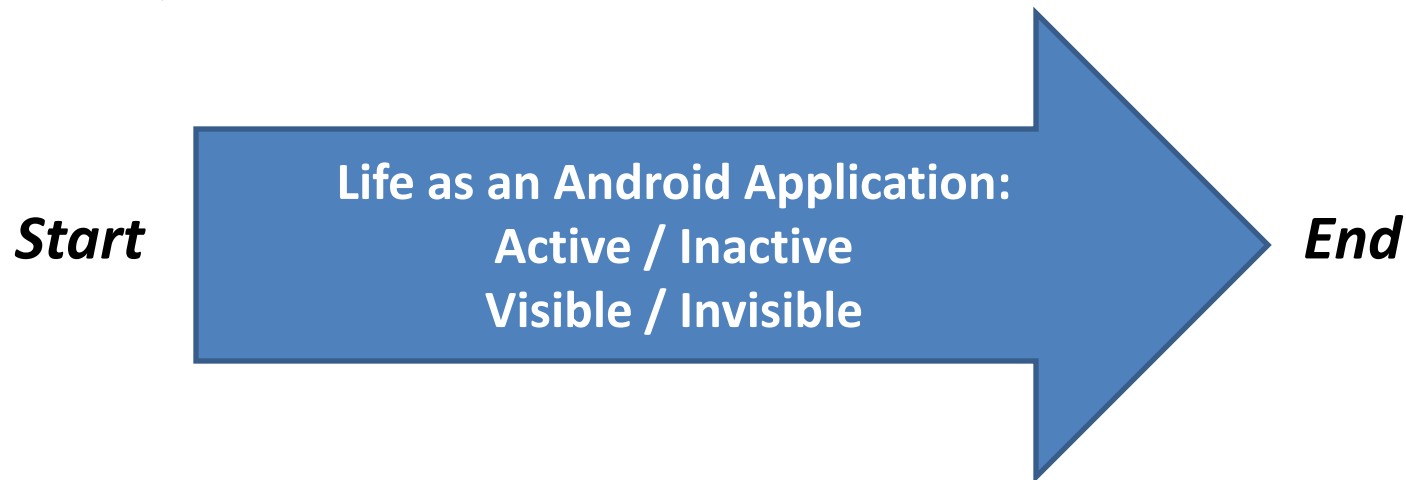 Life as an Android Application:
Active / Inactive
Visible / Invisible
Start
End